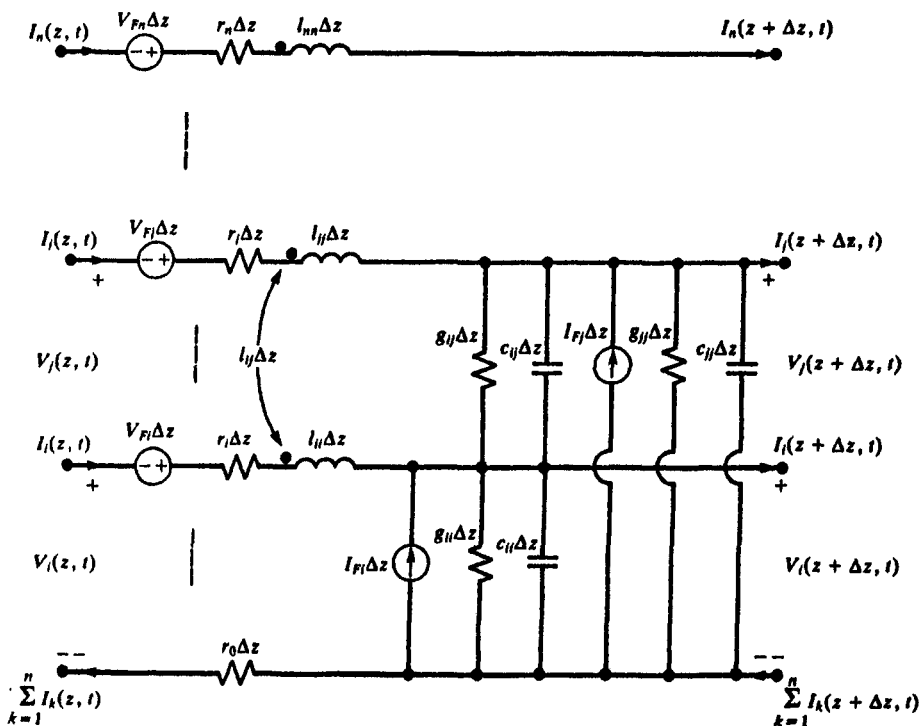 I_n(z, t) V_{Fn}Δz r_nΔz l_{nn}Δz I_n(z + Δz, t)
− +
I_j(z, t) V_{Fj}Δz r_jΔz l_{jj}Δz I_j(z + Δz, t)
+ − + +
g_{ij}Δz c_{ij}Δz I_{Fj}Δz g_{jj}Δz c_{jj}Δz
V_j(z, t) l_{ij}Δz V_j(z + Δz, t)
I_i(z, t) V_{Fi}Δz r_iΔz l_{ii}Δz I_i(z + Δz, t)
+ − + +
g_{ii}Δz c_{ii}Δz
V_i(z, t) I_{Fi}Δz V_i(z + Δz, t)
r_0Δz
− − − −
\sum_{k=1}^{n} I_k(z, t) \sum_{k=1}^{n} I_k(z + Δz, t)